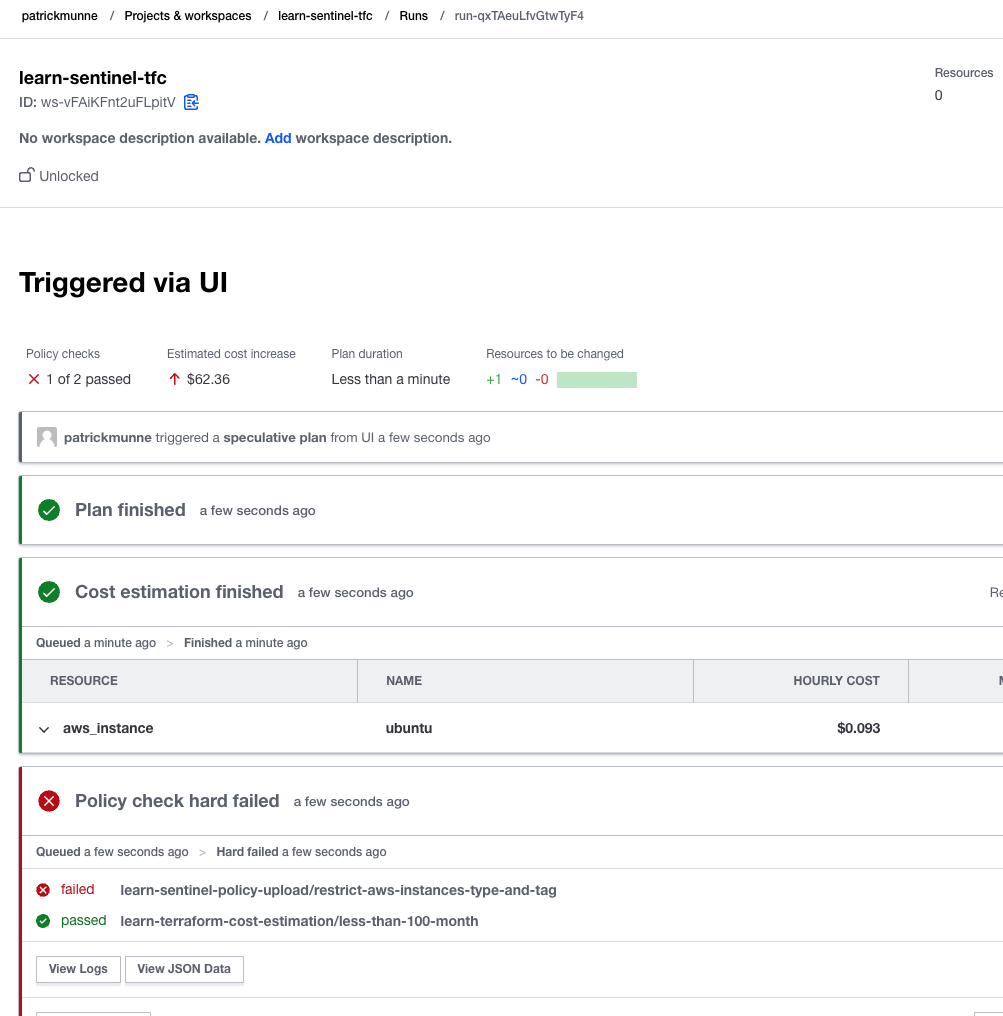 patrickmunne / Projects & workspaces / learn-sentinel-tfc / Runs / run-qxTAeuLfvGtwTyF4
learn-sentinel-tfc
Resources
ID: ws-vFAiKFnt2uFLpitV
0
No workspace description available. Add workspace description.
Unlocked
Triggered via UI
Policy checks Estimated cost increase Plan duration Resources to be changed
1 of 2 passed $62.36 Less than a minute +1 ~0 -0
patrickmunne triggered a speculative plan from UI a few seconds ago
Plan finished a few seconds ago
Cost estimation finished a few seconds ago
Queued a minute ago > Finished a minute ago
RESOURCE NAME HOURLY COST
aws_instance ubuntu $0.093
Policy check hard failed a few seconds ago
Queued a few seconds ago > Hard failed a few seconds ago
failed learn-sentinel-policy-upload/restrict-aws-instances-type-and-tag
passed learn-terraform-cost-estimation/less-than-100-month
View Logs View JSON Data